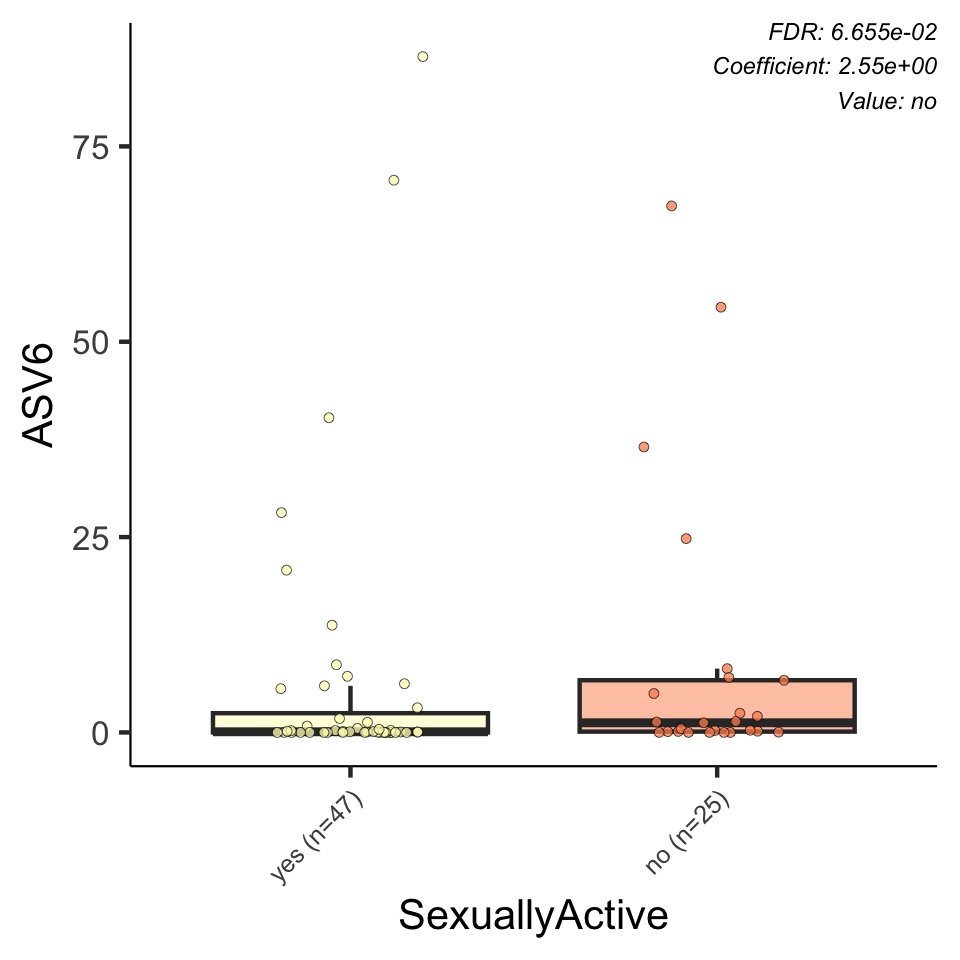 FDR: 6.655e-02
Coefficient: 2.55e+00
Value: no
75
50
25
0
ASV6
yes (n=47)
no (n=25)
SexuallyActive